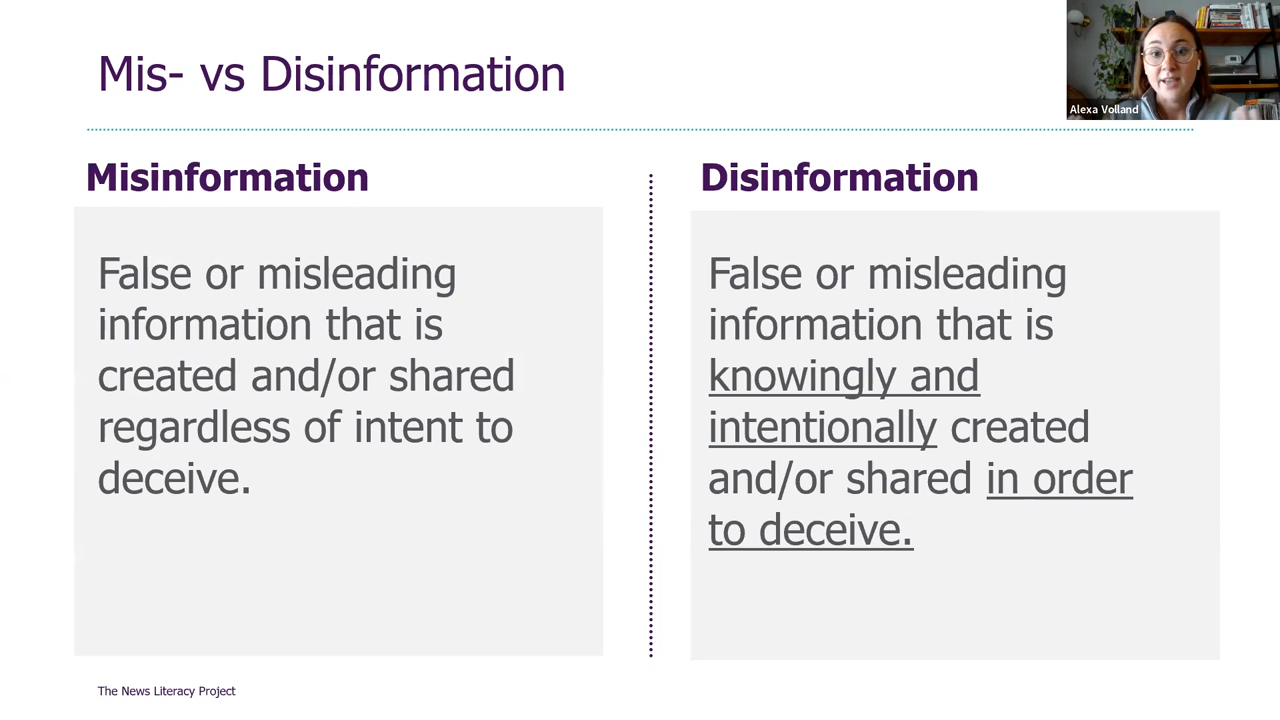 Mis- vs Disinformation
Alexa Volland
Misinformation
False or misleading
information that is
created and/or shared
regardless of intent to
deceive.
Disinformation
False or misleading
information that is
knowingly and
intentionally created
and/or shared in order
to deceive.
The News Literacy Project